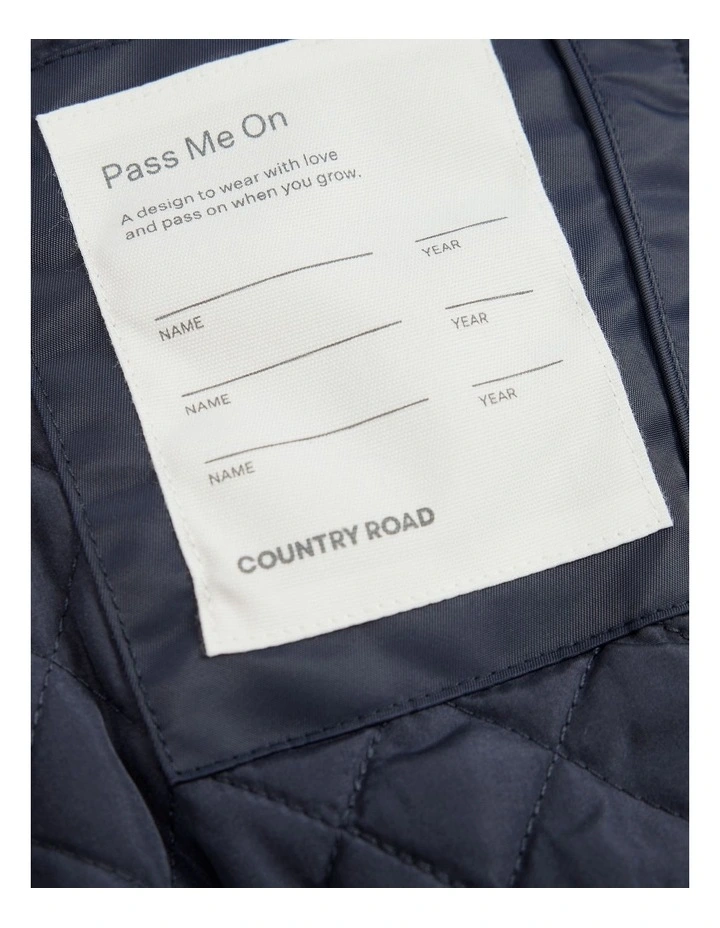 Pass Me On
A design to wear with love
and pass on when you grow.
NAME YEAR
NAME YEAR
NAME YEAR
COUNTRY ROAD